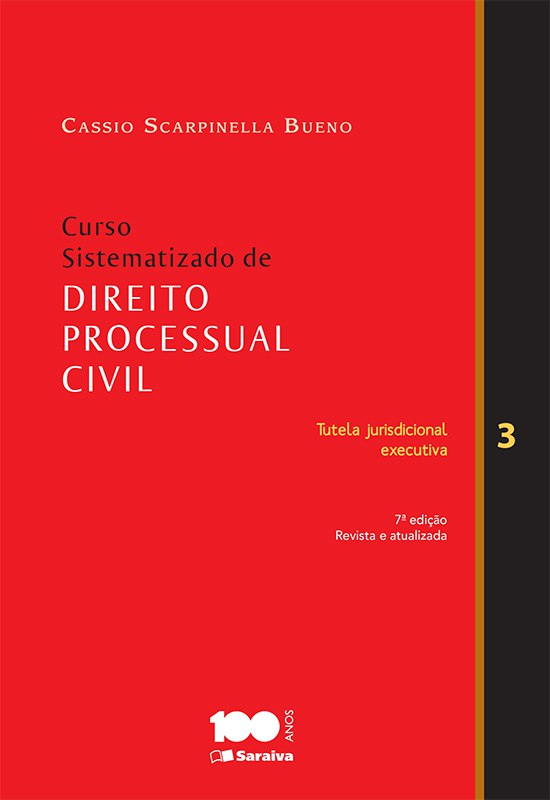 Cassio Scarpinella Bueno
Curso
Sistematizado de
DIREITO
PROCESSUAL
CIVIL
Tutela jurisdicional
executiva
3
7ª edição
Revista e atualizada
100 ANOS
Saraiva